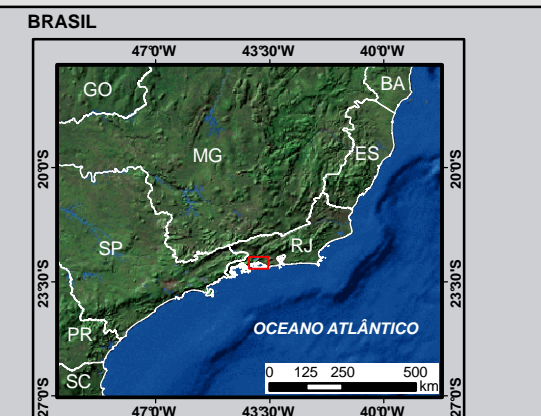 BRASIL
47°0'W 43°30'W 40°0'W
GO
BA
MG
ES
20°S 20°S
SP
RJ
23°30'S 23°30'S
OCEANO ATLÂNTICO
PR
0 125 250 500
km
SC
27°0'S 27°0'S
47°0'W 43°30'W 40°0'W